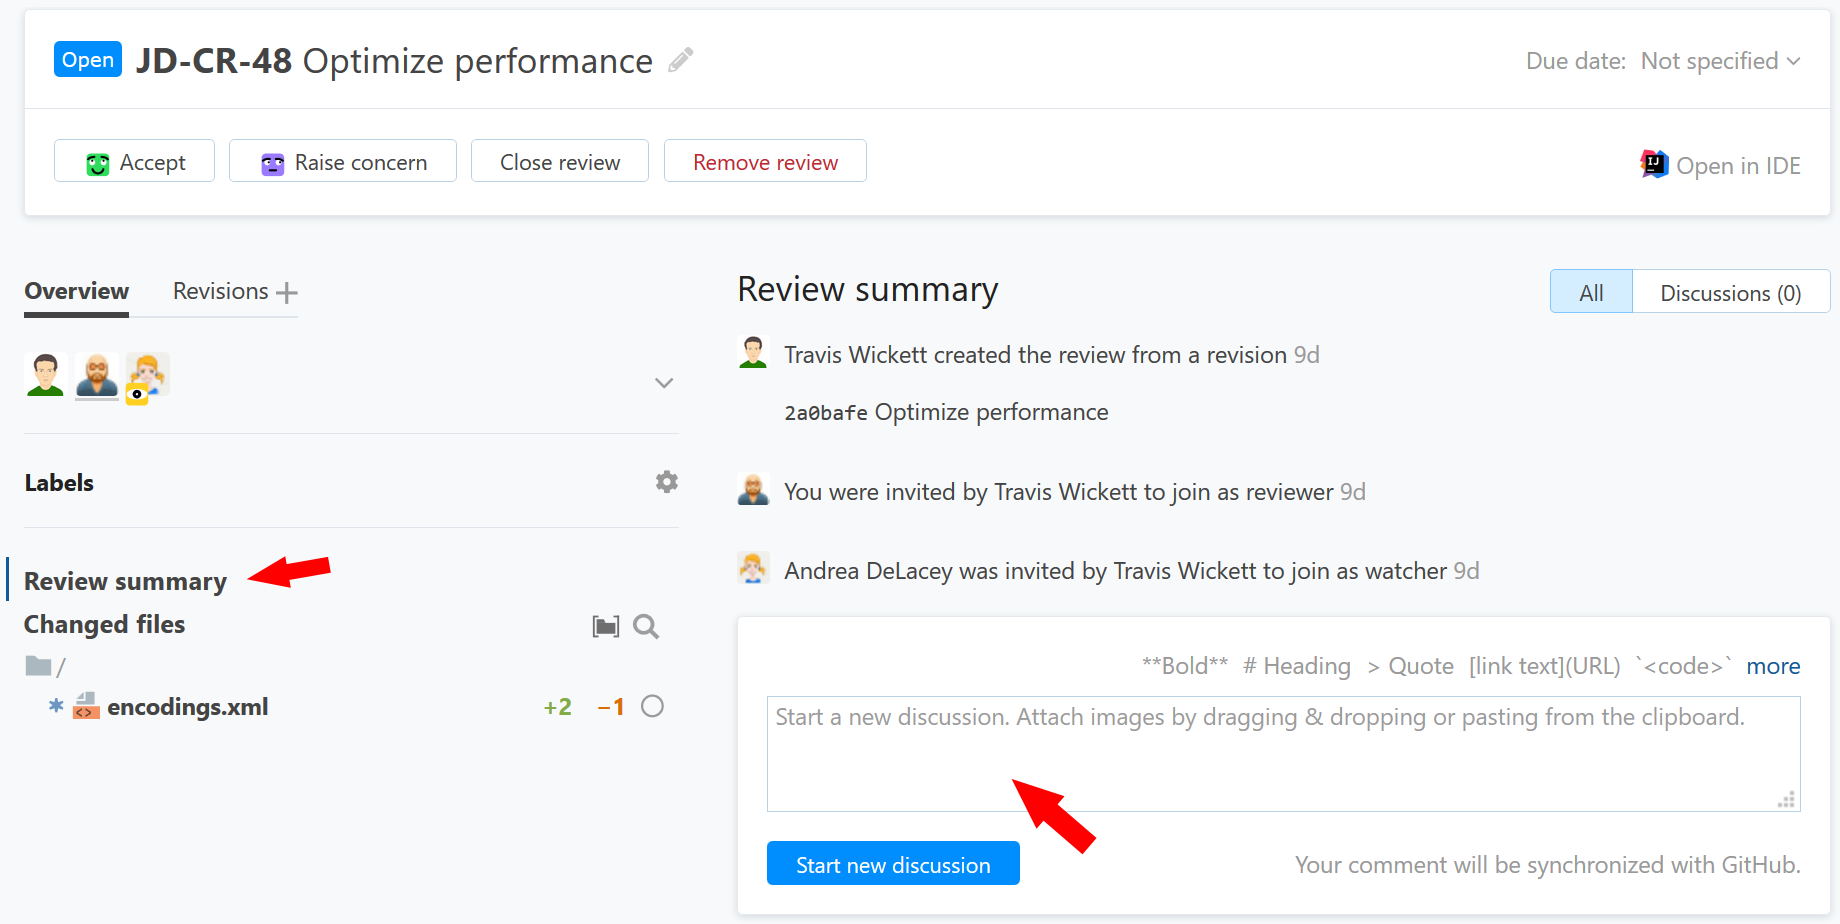 Open JD-CR-48 Optimize performance
Due date: Not specified
Accept Raise concern Close review Remove review
IJ Open in IDE
Overview Revisions
Labels
Review summary
Changed files
/
* <> encodings.xml +2 −1
Review summary
All Discussions (0)
Travis Wickett created the review from a revision 9d
2a0bafe Optimize performance
You were invited by Travis Wickett to join as reviewer 9d
Andrea DeLacey was invited by Travis Wickett to join as watcher 9d
**Bold** # Heading > Quote [link text](URL) `<code>` more
Start a new discussion. Attach images by dragging & dropping or pasting from the clipboard.
Start new discussion
Your comment will be synchronized with GitHub.